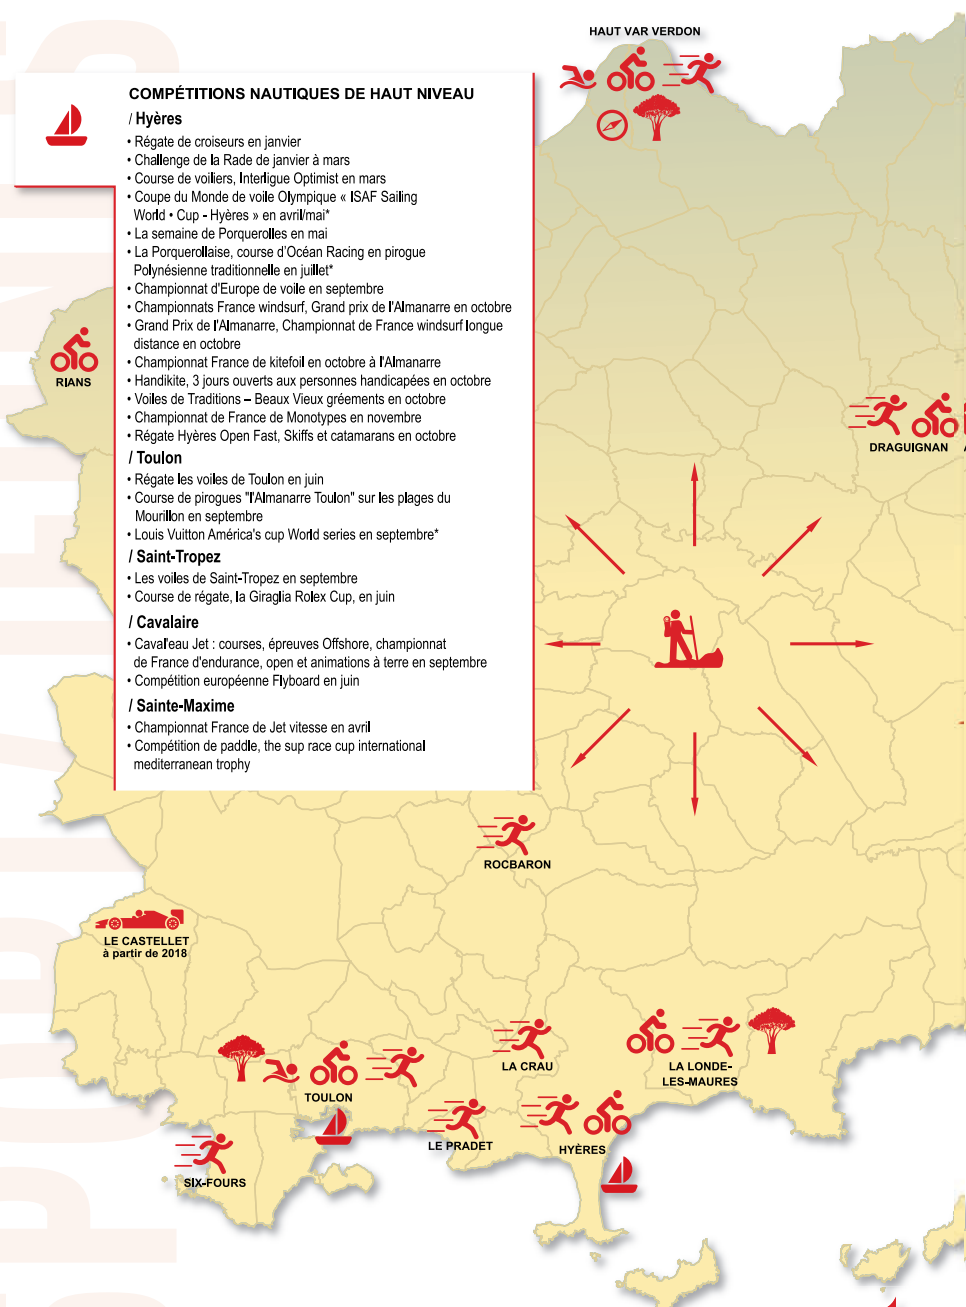 HAUT VAR VERDON
COMPÉTITIONS NAUTIQUES DE HAUT NIVEAU
/ Hyères
• Régate de croiseurs en janvier
• Challenge de la Rade de janvier à mars
• Course de voiliers, Interligue Optimist en mars
• Coupe du Monde de voile Olympique « ISAF Sailing
World • Cup - Hyères » en avril/mai*
• La semaine de Porquerolles en mai
• La Porquerollaise, course d'Océan Racing en pirogue
Polynésienne traditionnelle en juillet*
• Championnat d'Europe de voile en septembre
• Championnats France windsurf, Grand prix de l'Almanarre en octobre
• Grand Prix de l'Almanarre, Championnat de France windsurf longue
distance en octobre
• Championnat France de kitefoil en octobre à l'Almanarre
• Handikite, 3 jours ouverts aux personnes handicapées en octobre
• Voiles de Traditions – Beaux Vieux gréements en octobre
• Championnat de France de Monotypes en novembre
• Régate Hyères Open Fast, Skiffs et catamarans en octobre
/ Toulon
• Régate les voiles de Toulon en juin
• Course de pirogues "l'Almanarre Toulon" sur les plages du
Mourillon en septembre
• Louis Vuitton América's cup World series en septembre*
/ Saint-Tropez
• Les voiles de Saint-Tropez en septembre
• Course de régate, la Giraglia Rolex Cup, en juin
/ Cavalaire
• Caval'eau Jet : courses, épreuves Offshore, championnat
de France d'endurance, open et animations à terre en septembre
• Compétition européenne Flyboard en juin
/ Sainte-Maxime
• Championnat France de Jet vitesse en avril
• Compétition de paddle, the sup race cup international
mediterranean trophy
RIANS
DRAGUIGNAN
ROCBARON
LE CASTELLET
à partir de 2018
LA CRAU
LA LONDE-
LES-MAURES
TOULON
LE PRADET
HYÈRES
SIX-FOURS